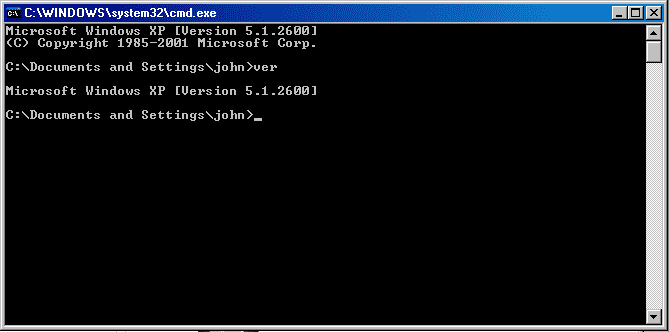 C:\WINDOWS\system32\cmd.exe
Microsoft Windows XP [Version 5.1.2600]
(C) Copyright 1985-2001 Microsoft Corp.
C:\Documents and Settings\john>ver
Microsoft Windows XP [Version 5.1.2600]
C:\Documents and Settings\john>_